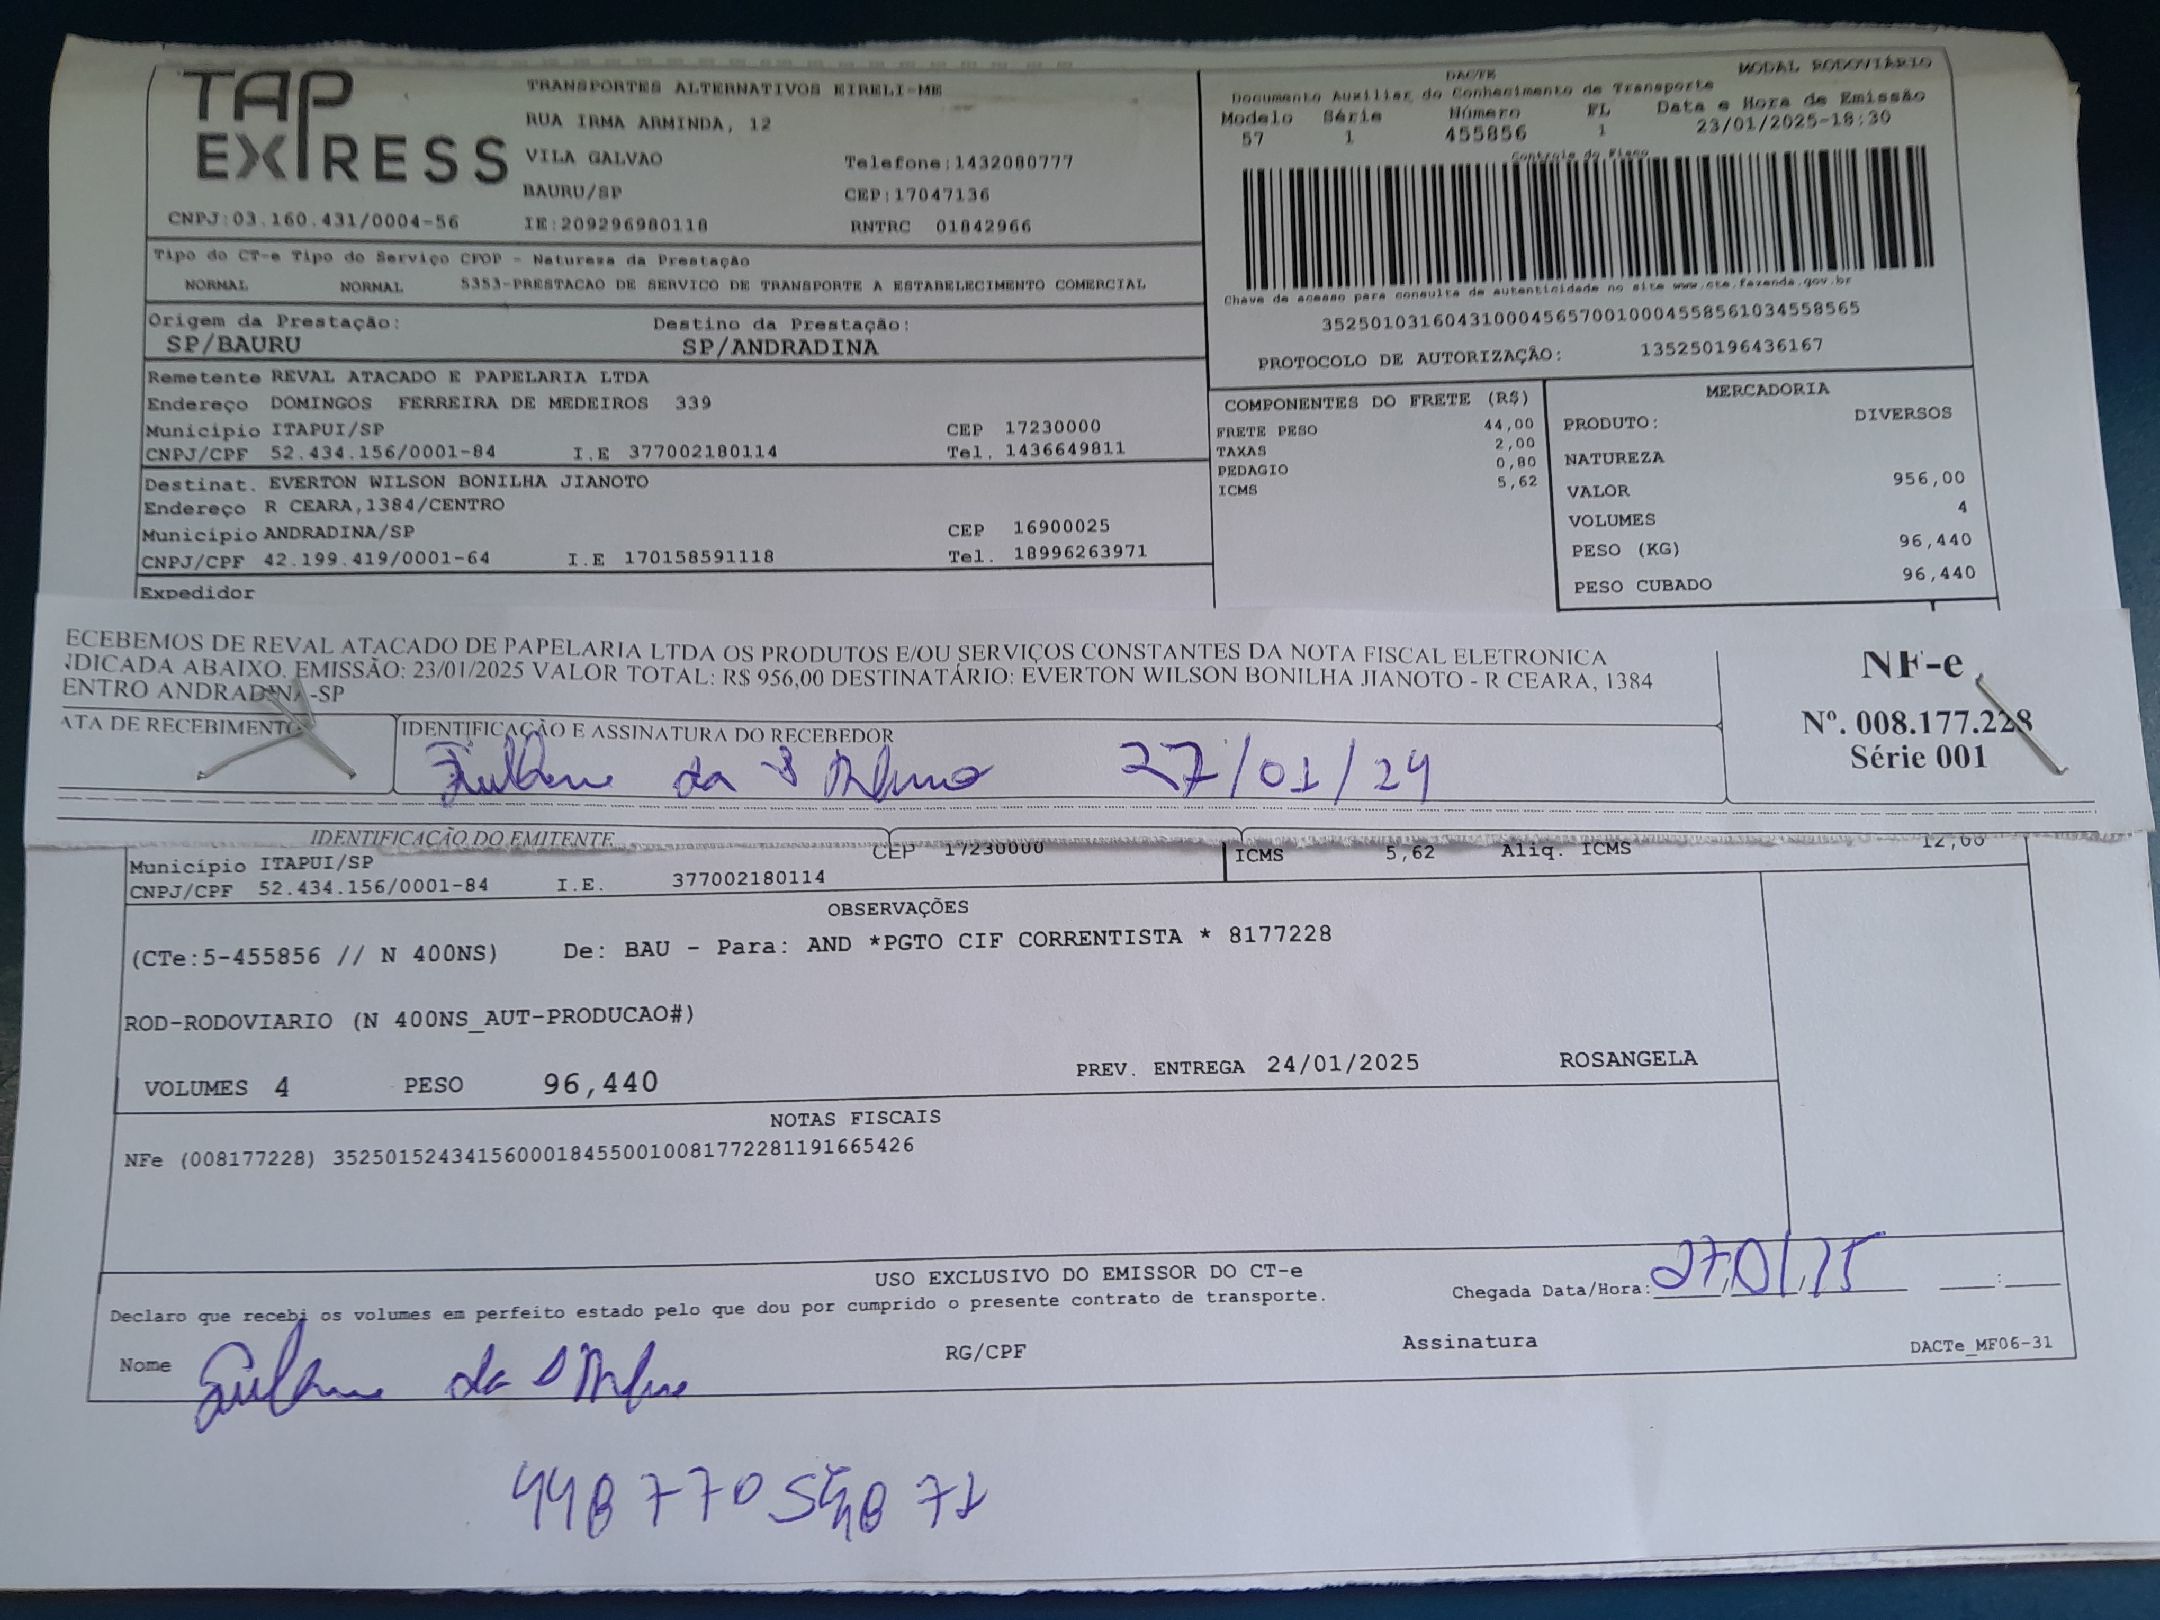 TAP EXPRESS
TRANSPORTES ALTERNATIVOS EIRELI-ME
RUA IRMA ARMINDA, 12
VILA GALVAO Telefone:1432080777
BAURU/SP CEP:17047136
CNPJ:03.160.431/0004-56 IE:209296980118 RNTRC 01842966
DACTE MODAL RODOVIÁRIO
Documento Auxiliar do Conhecimento de Transporte
Modelo Série Número FL Data e Hora de Emissão
57 1 455856 1 23/01/2025-18:30
Controle do Fisco
Chave de acesso para consulta de autenticidade no site www.cte.fazenda.gov.br
35250103160431000456570010004558561034558565
PROTOCOLO DE AUTORIZAÇÃO: 135250196436167
Tipo do CT-e Tipo do Serviço CFOP - Natureza da Prestação
NORMAL NORMAL 5353-PRESTACAO DE SERVICO DE TRANSPORTE A ESTABELECIMENTO COMERCIAL
Origem da Prestação: Destino da Prestação:
SP/BAURU SP/ANDRADINA
Remetente REVAL ATACADO E PAPELARIA LTDA
Endereço DOMINGOS FERREIRA DE MEDEIROS 339
Município ITAPUI/SP CEP 17230000
CNPJ/CPF 52.434.156/0001-84 I.E 377002180114 Tel. 1436649811
Destinat. EVERTON WILSON BONILHA JIANOTO
Endereço R CEARA,1384/CENTRO
Município ANDRADINA/SP CEP 16900025
CNPJ/CPF 42.199.419/0001-64 I.E 170158591118 Tel. 18996263971
Expedidor
COMPONENTES DO FRETE (R$)
FRETE PESO 44,00
TAXAS 2,00
PEDAGIO 0,80
ICMS 5,62
MERCADORIA
PRODUTO: DIVERSOS
NATUREZA
VALOR 956,00
VOLUMES 4
PESO (KG) 96,440
PESO CUBADO 96,440
ECEBEMOS DE REVAL ATACADO DE PAPELARIA LTDA OS PRODUTOS E/OU SERVIÇOS CONSTANTES DA NOTA FISCAL ELETRONICA
NDICADA ABAIXO. EMISSÃO: 23/01/2025 VALOR TOTAL: R$ 956,00 DESTINATÁRIO: EVERTON WILSON BONILHA JIANOTO - R CEARA, 1384
ENTRO ANDRADINA-SP
ATA DE RECEBIMENTO IDENTIFICAÇÃO E ASSINATURA DO RECEBEDOR
da 27/01/24
NF-e
Nº. 008.177.228
Série 001
IDENTIFICAÇÃO DO EMITENTE
Município ITAPUI/SP CEP 17230000
CNPJ/CPF 52.434.156/0001-84 I.E. 377002180114
ICMS 5,62 Aliq. ICMS 12,00
OBSERVAÇÕES
(CTe:5-455856 // N 400NS) De: BAU - Para: AND *PGTO CIF CORRENTISTA * 8177228
ROD-RODOVIARIO (N 400NS_AUT-PRODUCAO#)
VOLUMES 4 PESO 96,440 PREV. ENTREGA 24/01/2025 ROSANGELA
NOTAS FISCAIS
NFe (008177228) 35250152434156000184550010081772281191665426
USO EXCLUSIVO DO EMISSOR DO CT-e
Declaro que recebi os volumes em perfeito estado pelo que dou por cumprido o presente contrato de transporte.
Chegada Data/Hora: 27/01/25
Nome da RG/CPF Assinatura DACTe_MF06-31